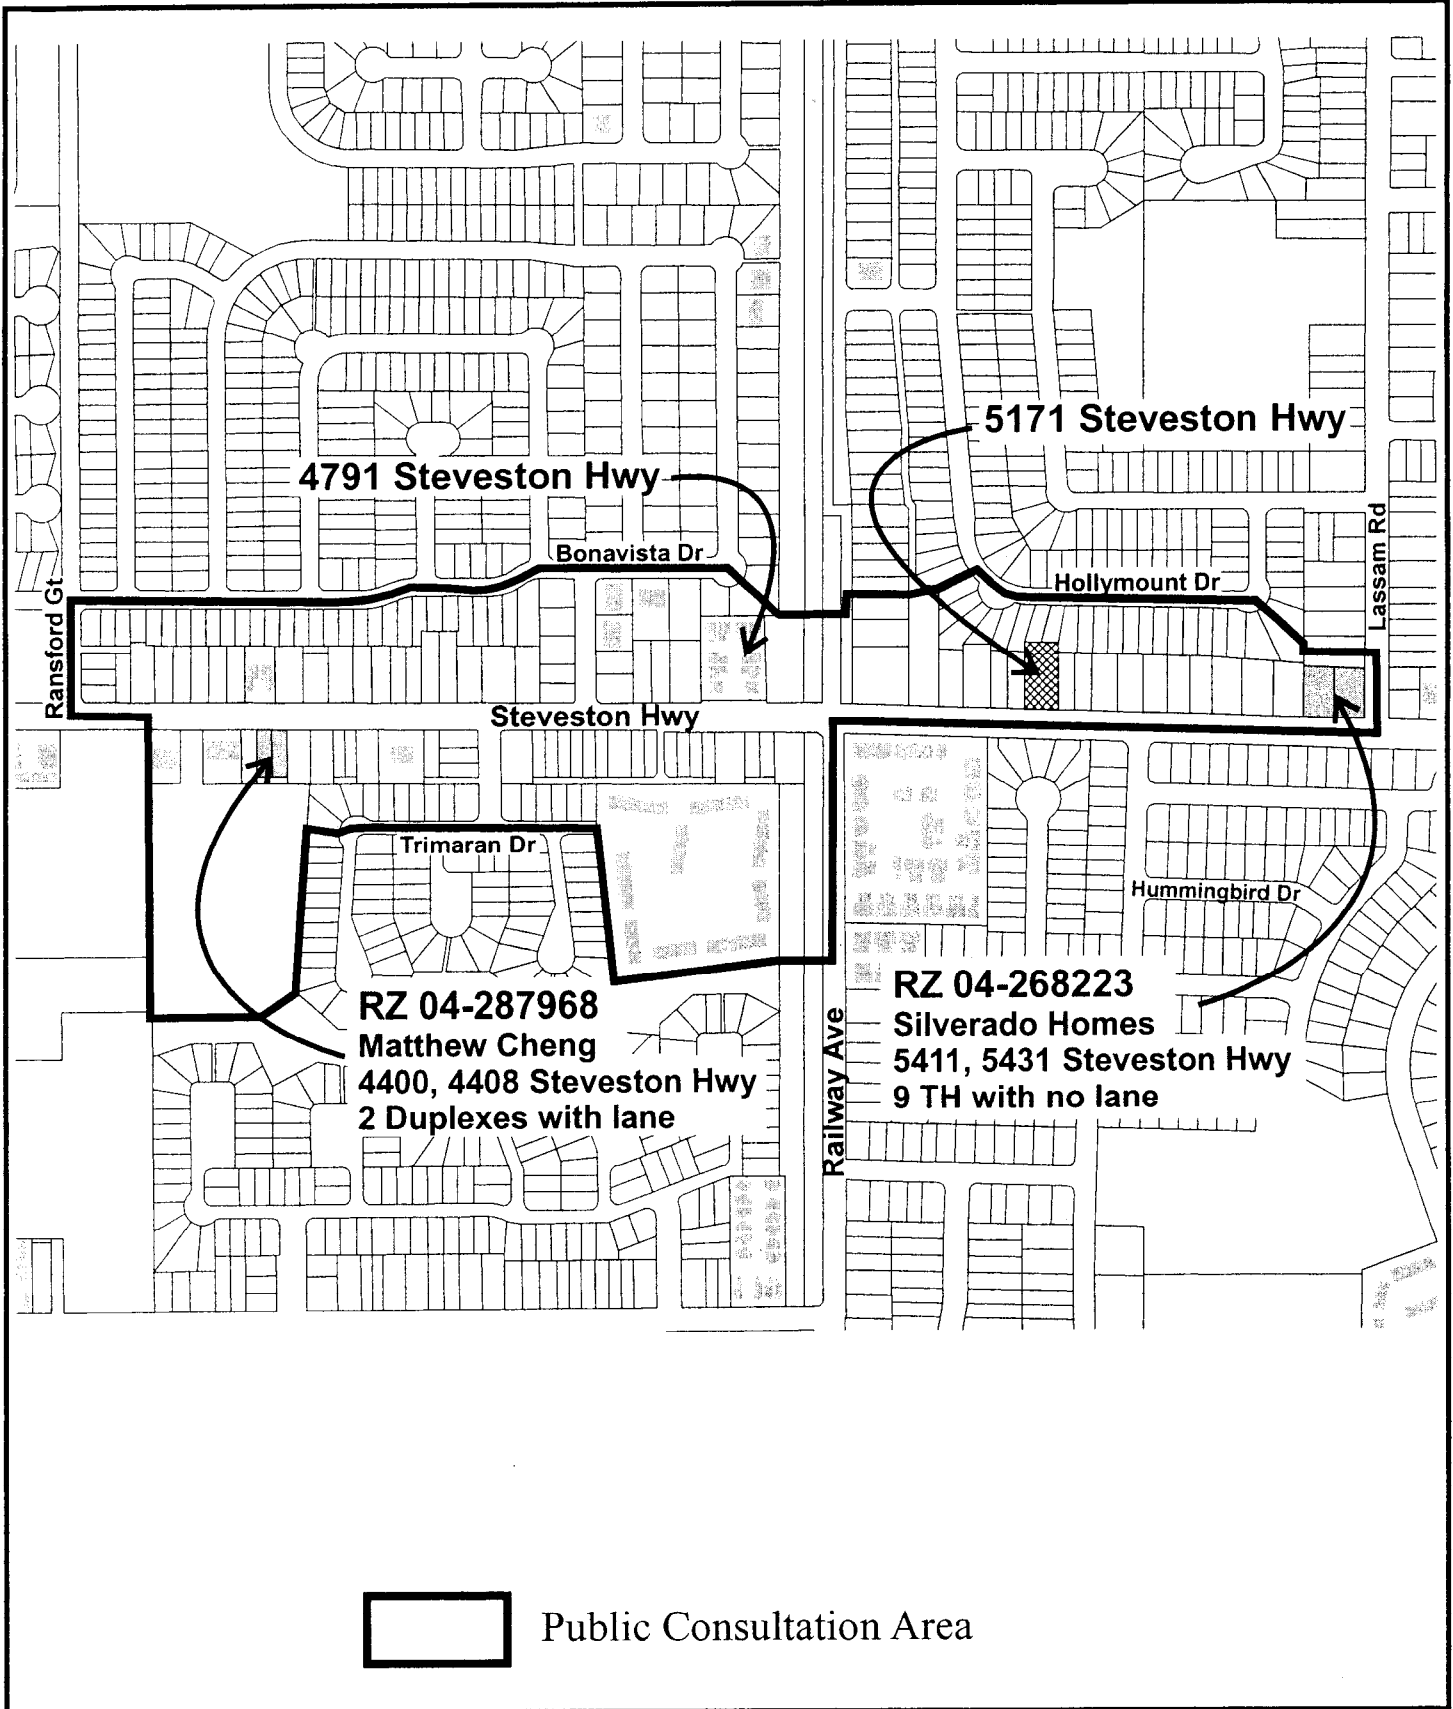 5171 Steveston Hwy
4791 Steveston Hwy
Bonavista Dr
Hollymount Dr
Lassam Rd
Ransford Gt
Steveston Hwy
Trimaran Dr
Hummingbird Dr
RZ 04-287968
Matthew Cheng
4400, 4408 Steveston Hwy
2 Duplexes with lane
Railway Ave
RZ 04-268223
Silverado Homes
5411, 5431 Steveston Hwy
9 TH with no lane
Public Consultation Area